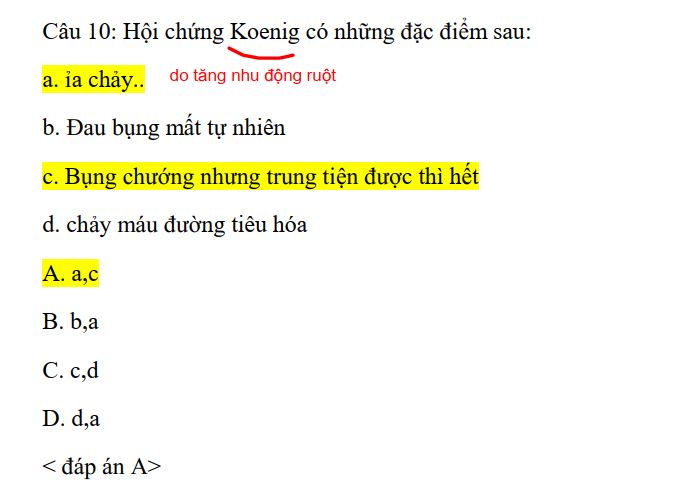 Câu 10: Hội chứng Koenig có những đặc điểm sau:
a. ỉa chảy.. do tăng nhu động ruột
b. Đau bụng mất tự nhiên
c. Bụng chướng nhưng trung tiện được thì hết
d. chảy máu đường tiêu hóa
A. a,c
B. b,a
C. c,d
D. d,a
< đáp án A>